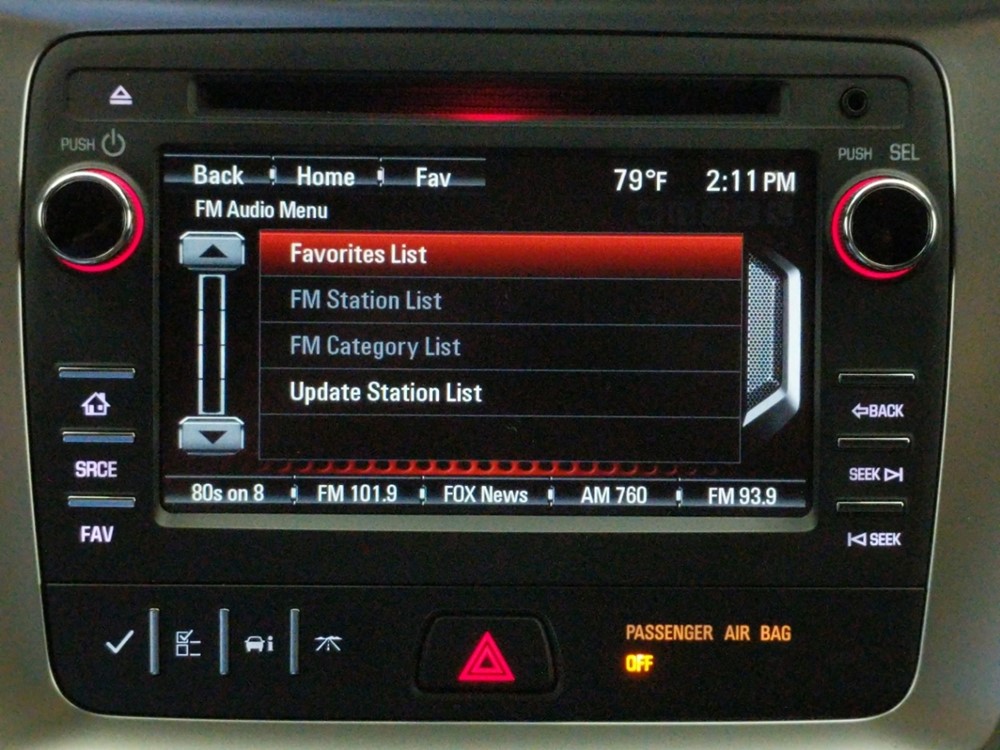 PUSH
PUSH SEL
Back Home Fav 79°F 2:11 PM
FM Audio Menu
Favorites List
FM Station List
FM Category List
Update Station List
80s on 8 FM 101.9 FOX News AM 760 FM 93.9
SRCE
FAV
BACK
SEEK
SEEK
PASSENGER AIR BAG
OFF